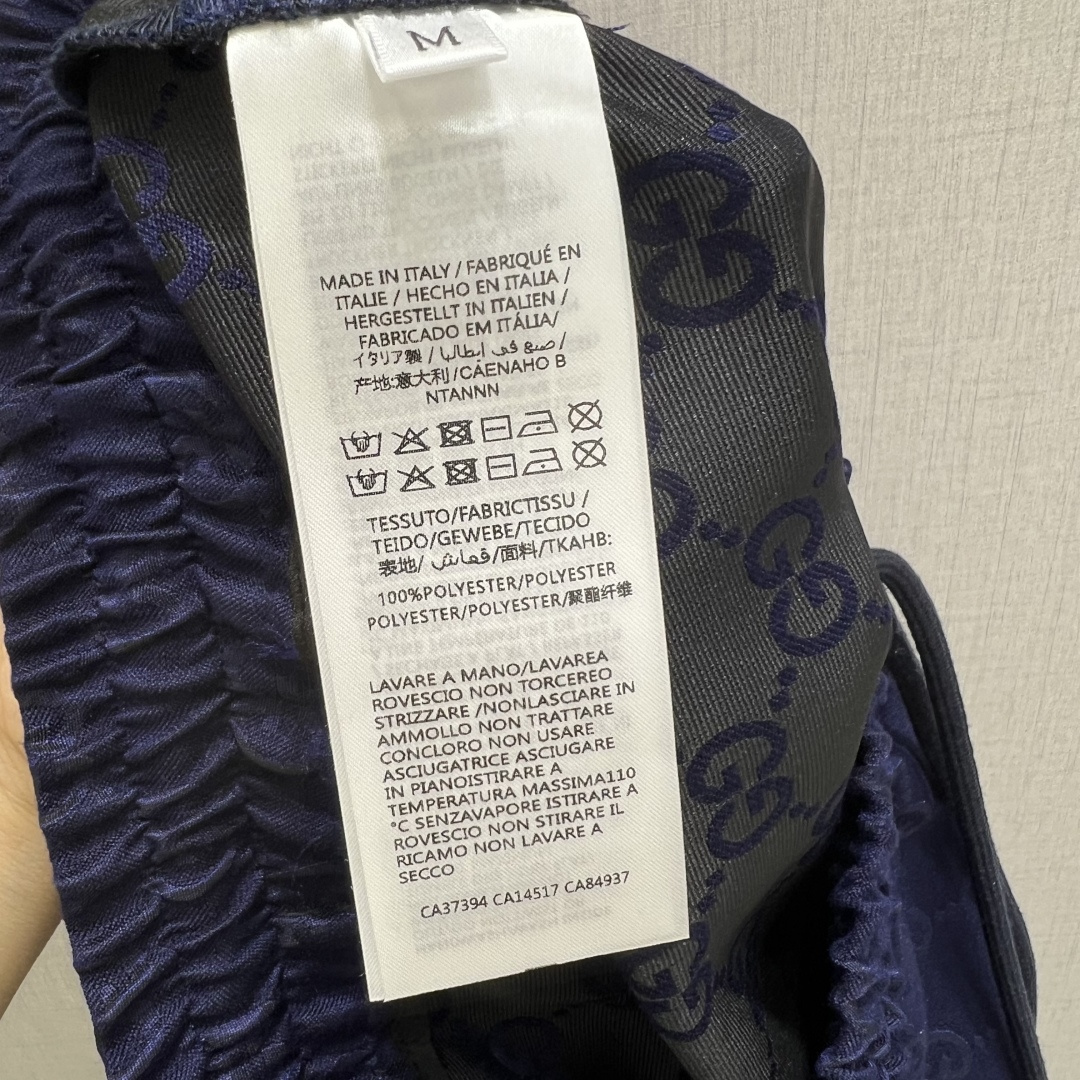 M
MADE IN ITALY / FABRIQUÉ EN
ITALIE / HECHO EN ITALIA /
HERGESTELLT IN ITALIEN /
FABRICADO EM ITÁLIA/
イタリア製 / صنع في ايطاليا /
产地:意大利/CÁENAHO B
NTANNN
TESSUTO/FABRICTISSU /
TEIDO/GEWEBE/TECIDO
表地/ قماش/面料/TKAHB:
100%POLYESTER/POLYESTER
POLYESTER/POLYESTER/聚酯纤维
LAVARE A MANO/LAVAREA
ROVESCIO NON TORCEREO
STRIZZARE /NONLASCIARE IN
AMMOLLO NON TRATTARE
CONCLORO NON USARE
ASCIUGATRICE ASCIUGARE
IN PIANOISTIRARE A
TEMPERATURA MASSIMA110
°C SENZAVAPORE ISTIRARE A
ROVESCIO NON STIRARE IL
RICAMO NON LAVARE A
SECCO
CA37394 CA14517 CA84937